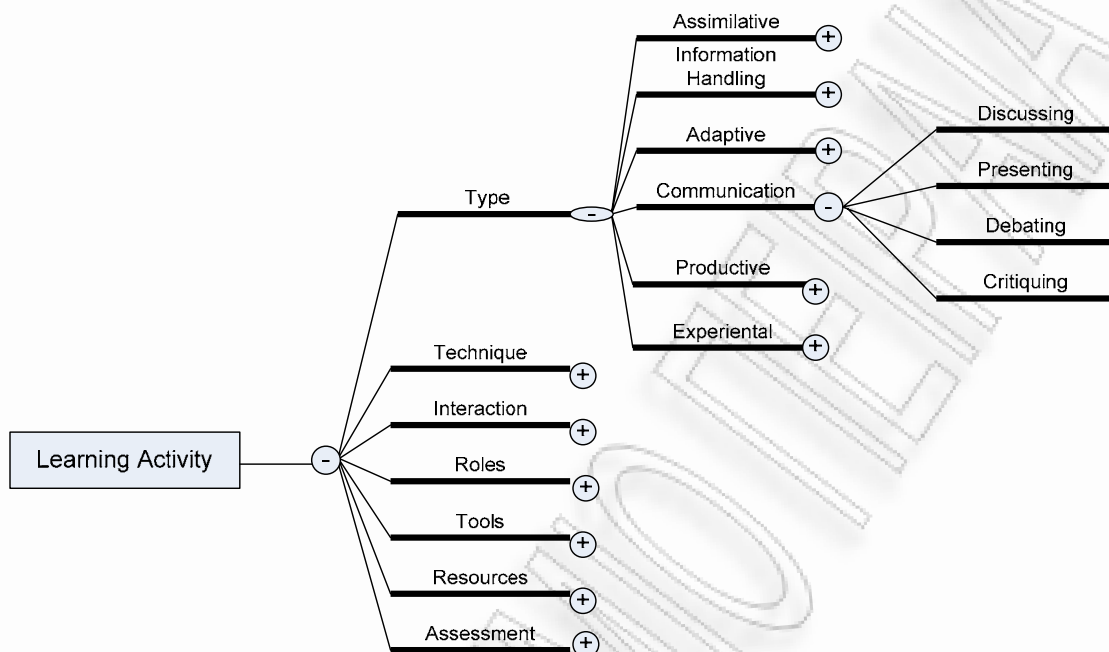 Assimilative
Information
Handling
Adaptive
Communication
Productive
Experiental
Discussing
Presenting
Debating
Critiquing
Type
Technique
Interaction
Roles
Tools
Resources
Assessment
Learning Activity